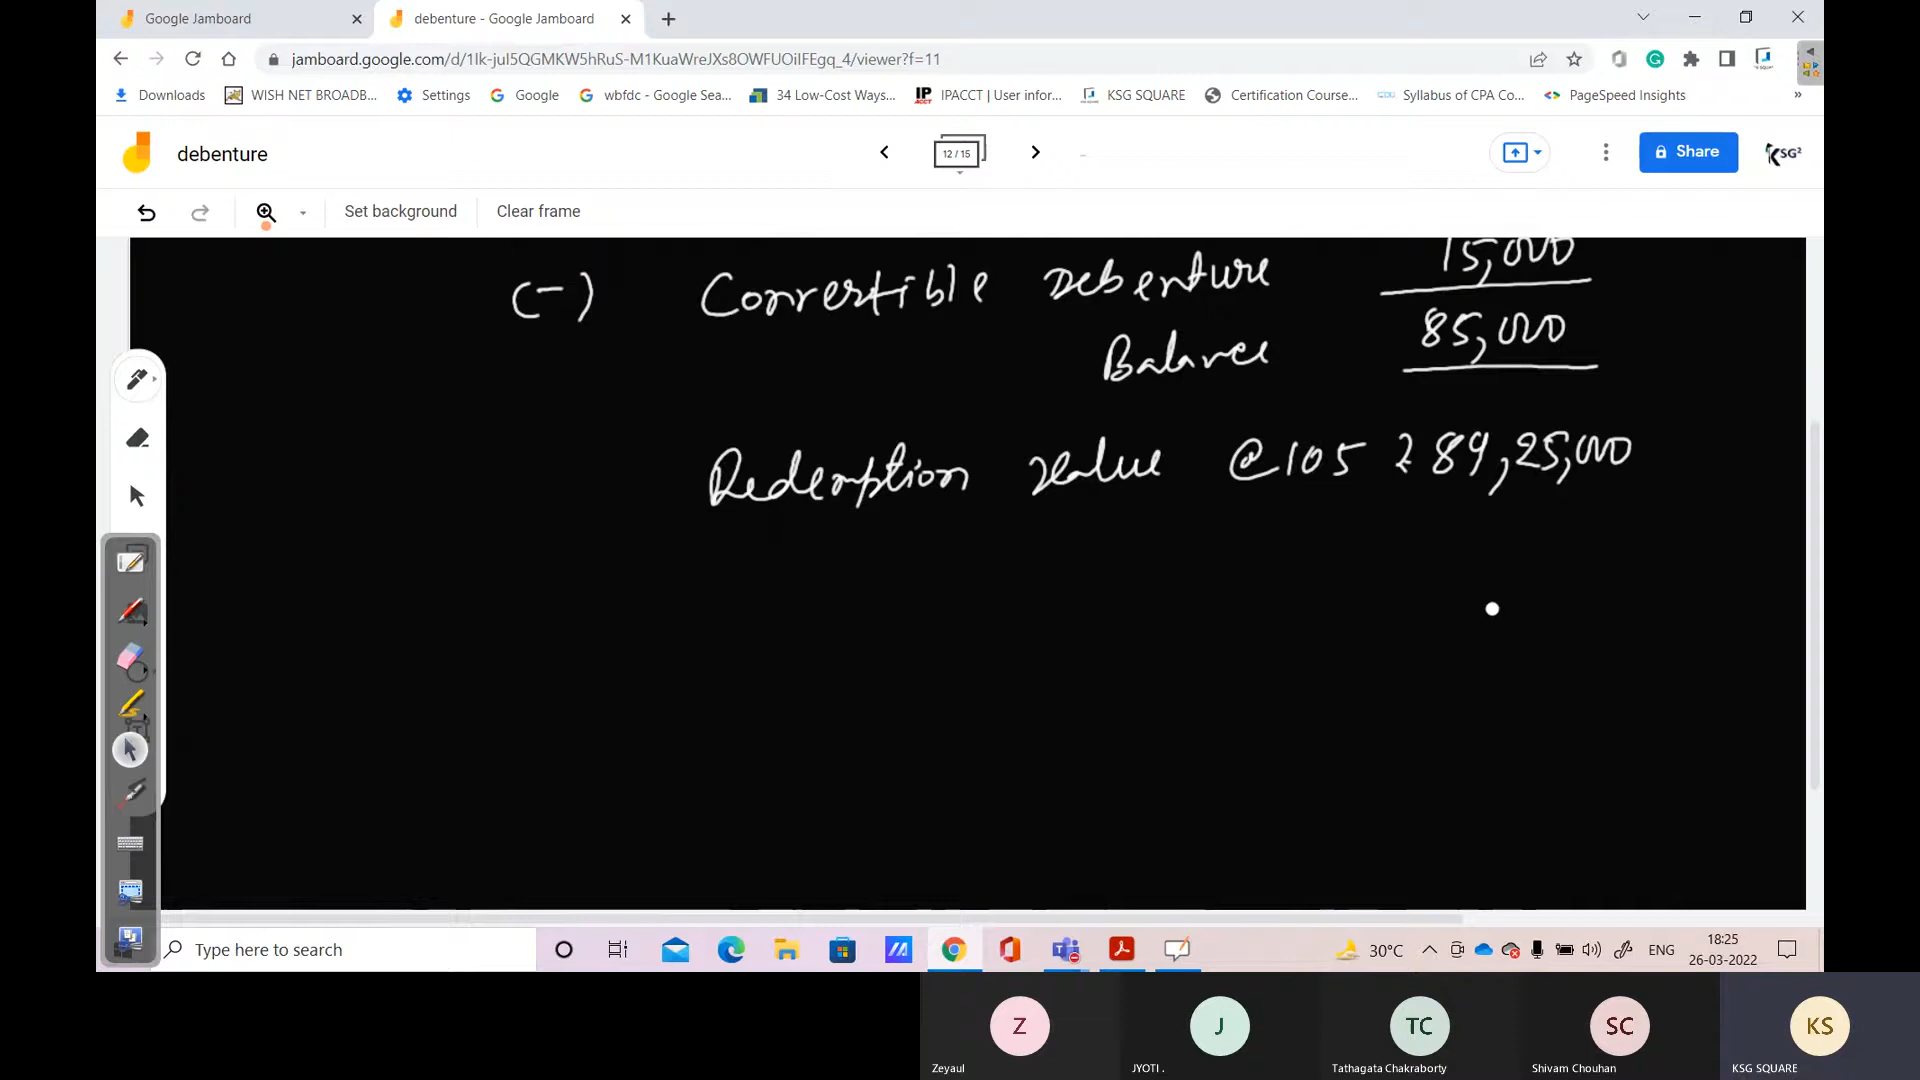 Google Jamboard
debenture - Google Jamboard
jamboard.google.com/d/1lk-jul5QGMKW5hRuS-M1KuaWreJXs8OWFUOiIFEgq_4/viewer?f=11
Downloads WISH NET BROADB... Settings Google wbfdc - Google Sea... 34 Low-Cost Ways... IPACCT | User infor... KSG SQUARE Certification Course... Syllabus of CPA Co... PageSpeed Insights »
debenture
12 / 15
Share
KSG²
Set background Clear frame
15,000
(-) Convertible Debenture
85,000
Balance
Redemption value @105 ₹ 89,25,000
Type here to search
30°C ENG
18:25
26-03-2022
Z J TC SC KS
Zeyaul JYOTI . Tathagata Chakraborty Shivam Chouhan KSG SQUARE